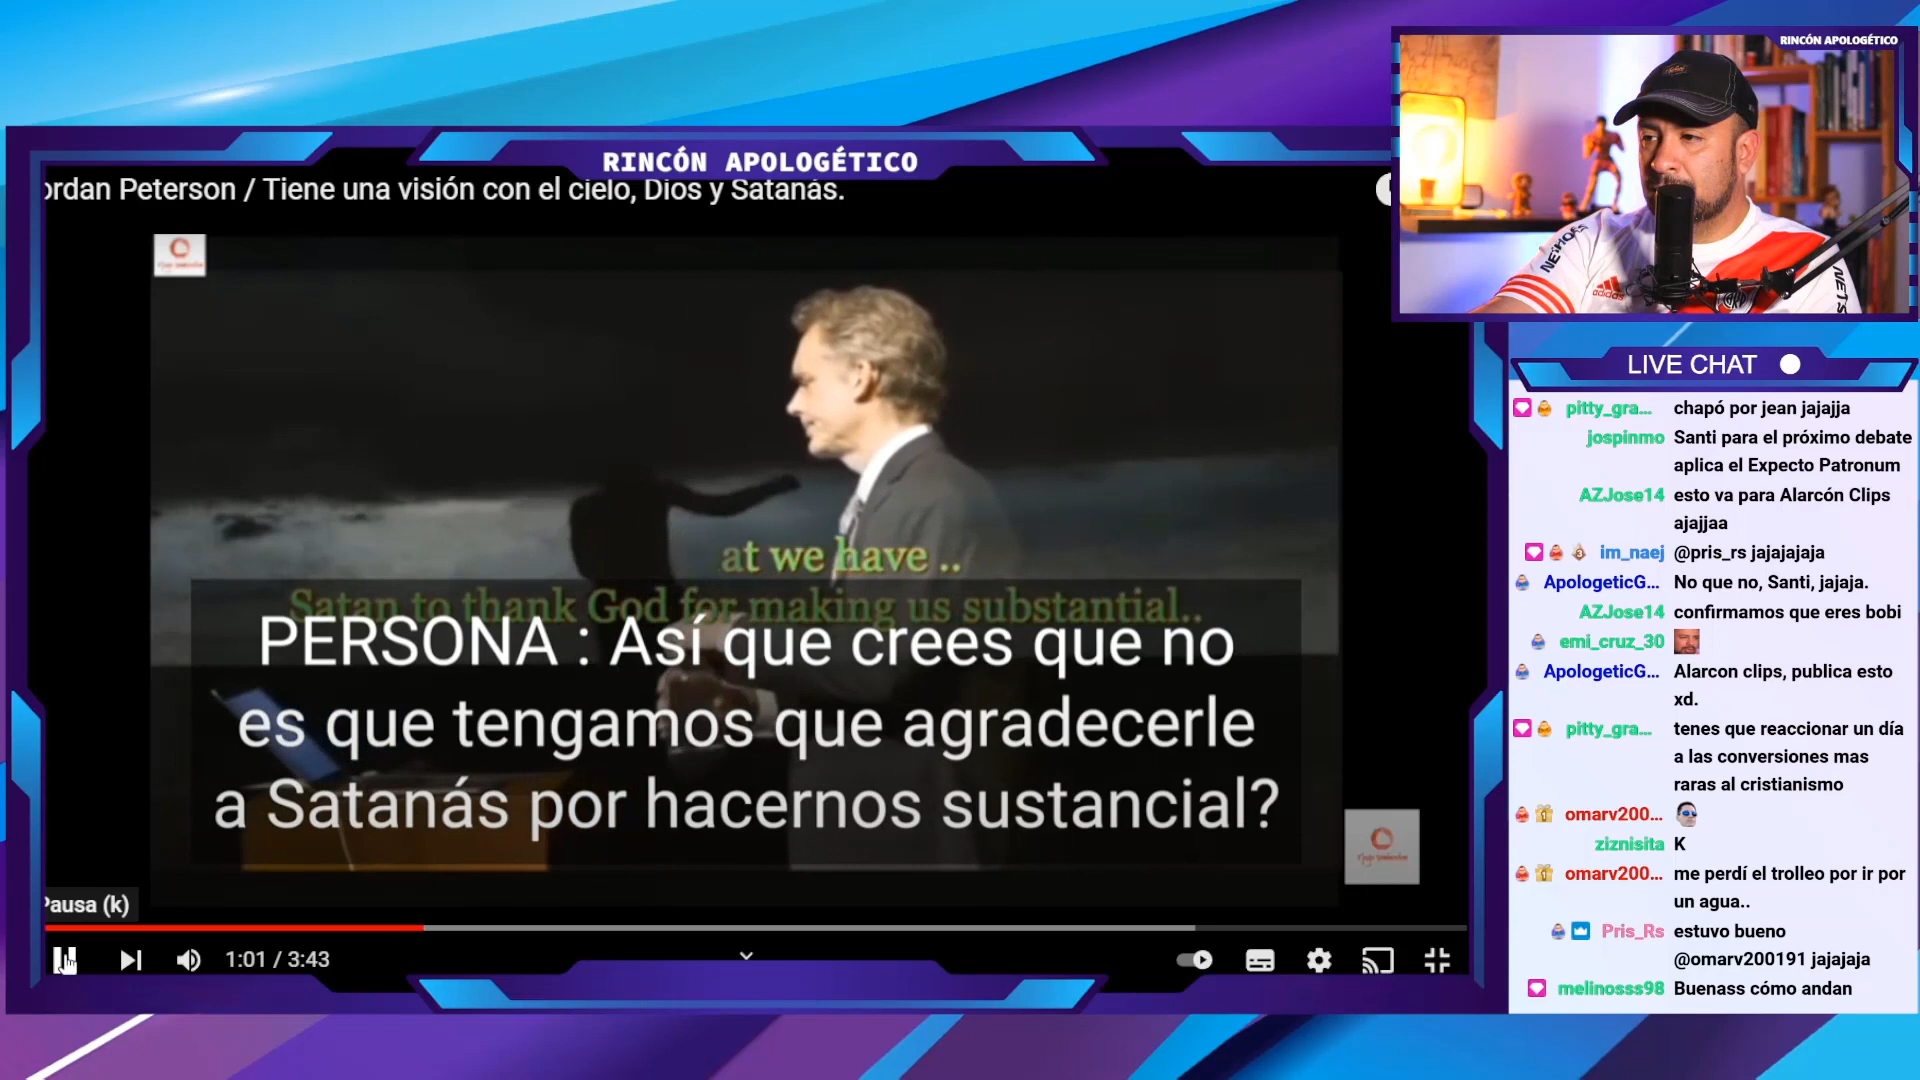 RINCÓN APOLOGÉTICO
RINCÓN APOLOGÉTICO
ordan Peterson / Tiene una visión con el cielo, Dios y Satanás.
at we have ..
Satan to thank God for making us substantial..
PERSONA : Así que crees que no
es que tengamos que agradecerle
a Satanás por hacernos sustancial?
Pausa (k)
1:01 / 3:43
adidas
LIVE CHAT
pitty_gra... chapó por jean jajajja
jospinmo Santi para el próximo debate
aplica el Expecto Patronum
AZJose14 esto va para Alarcón Clips
ajajjaa
im_naej @pris_rs jajajajaja
ApologeticG... No que no, Santi, jajaja.
AZJose14 confirmamos que eres bobi
emi_cruz_30
ApologeticG... Alarcon clips, publica esto
xd.
pitty_gra... tenes que reaccionar un día
a las conversiones mas
raras al cristianismo
omarv200...
ziznisita K
omarv200... me perdí el trolleo por ir por
un agua..
Pris_Rs estuvo bueno
@omarv200191 jajajaja
melinosss98 Buenass cómo andan